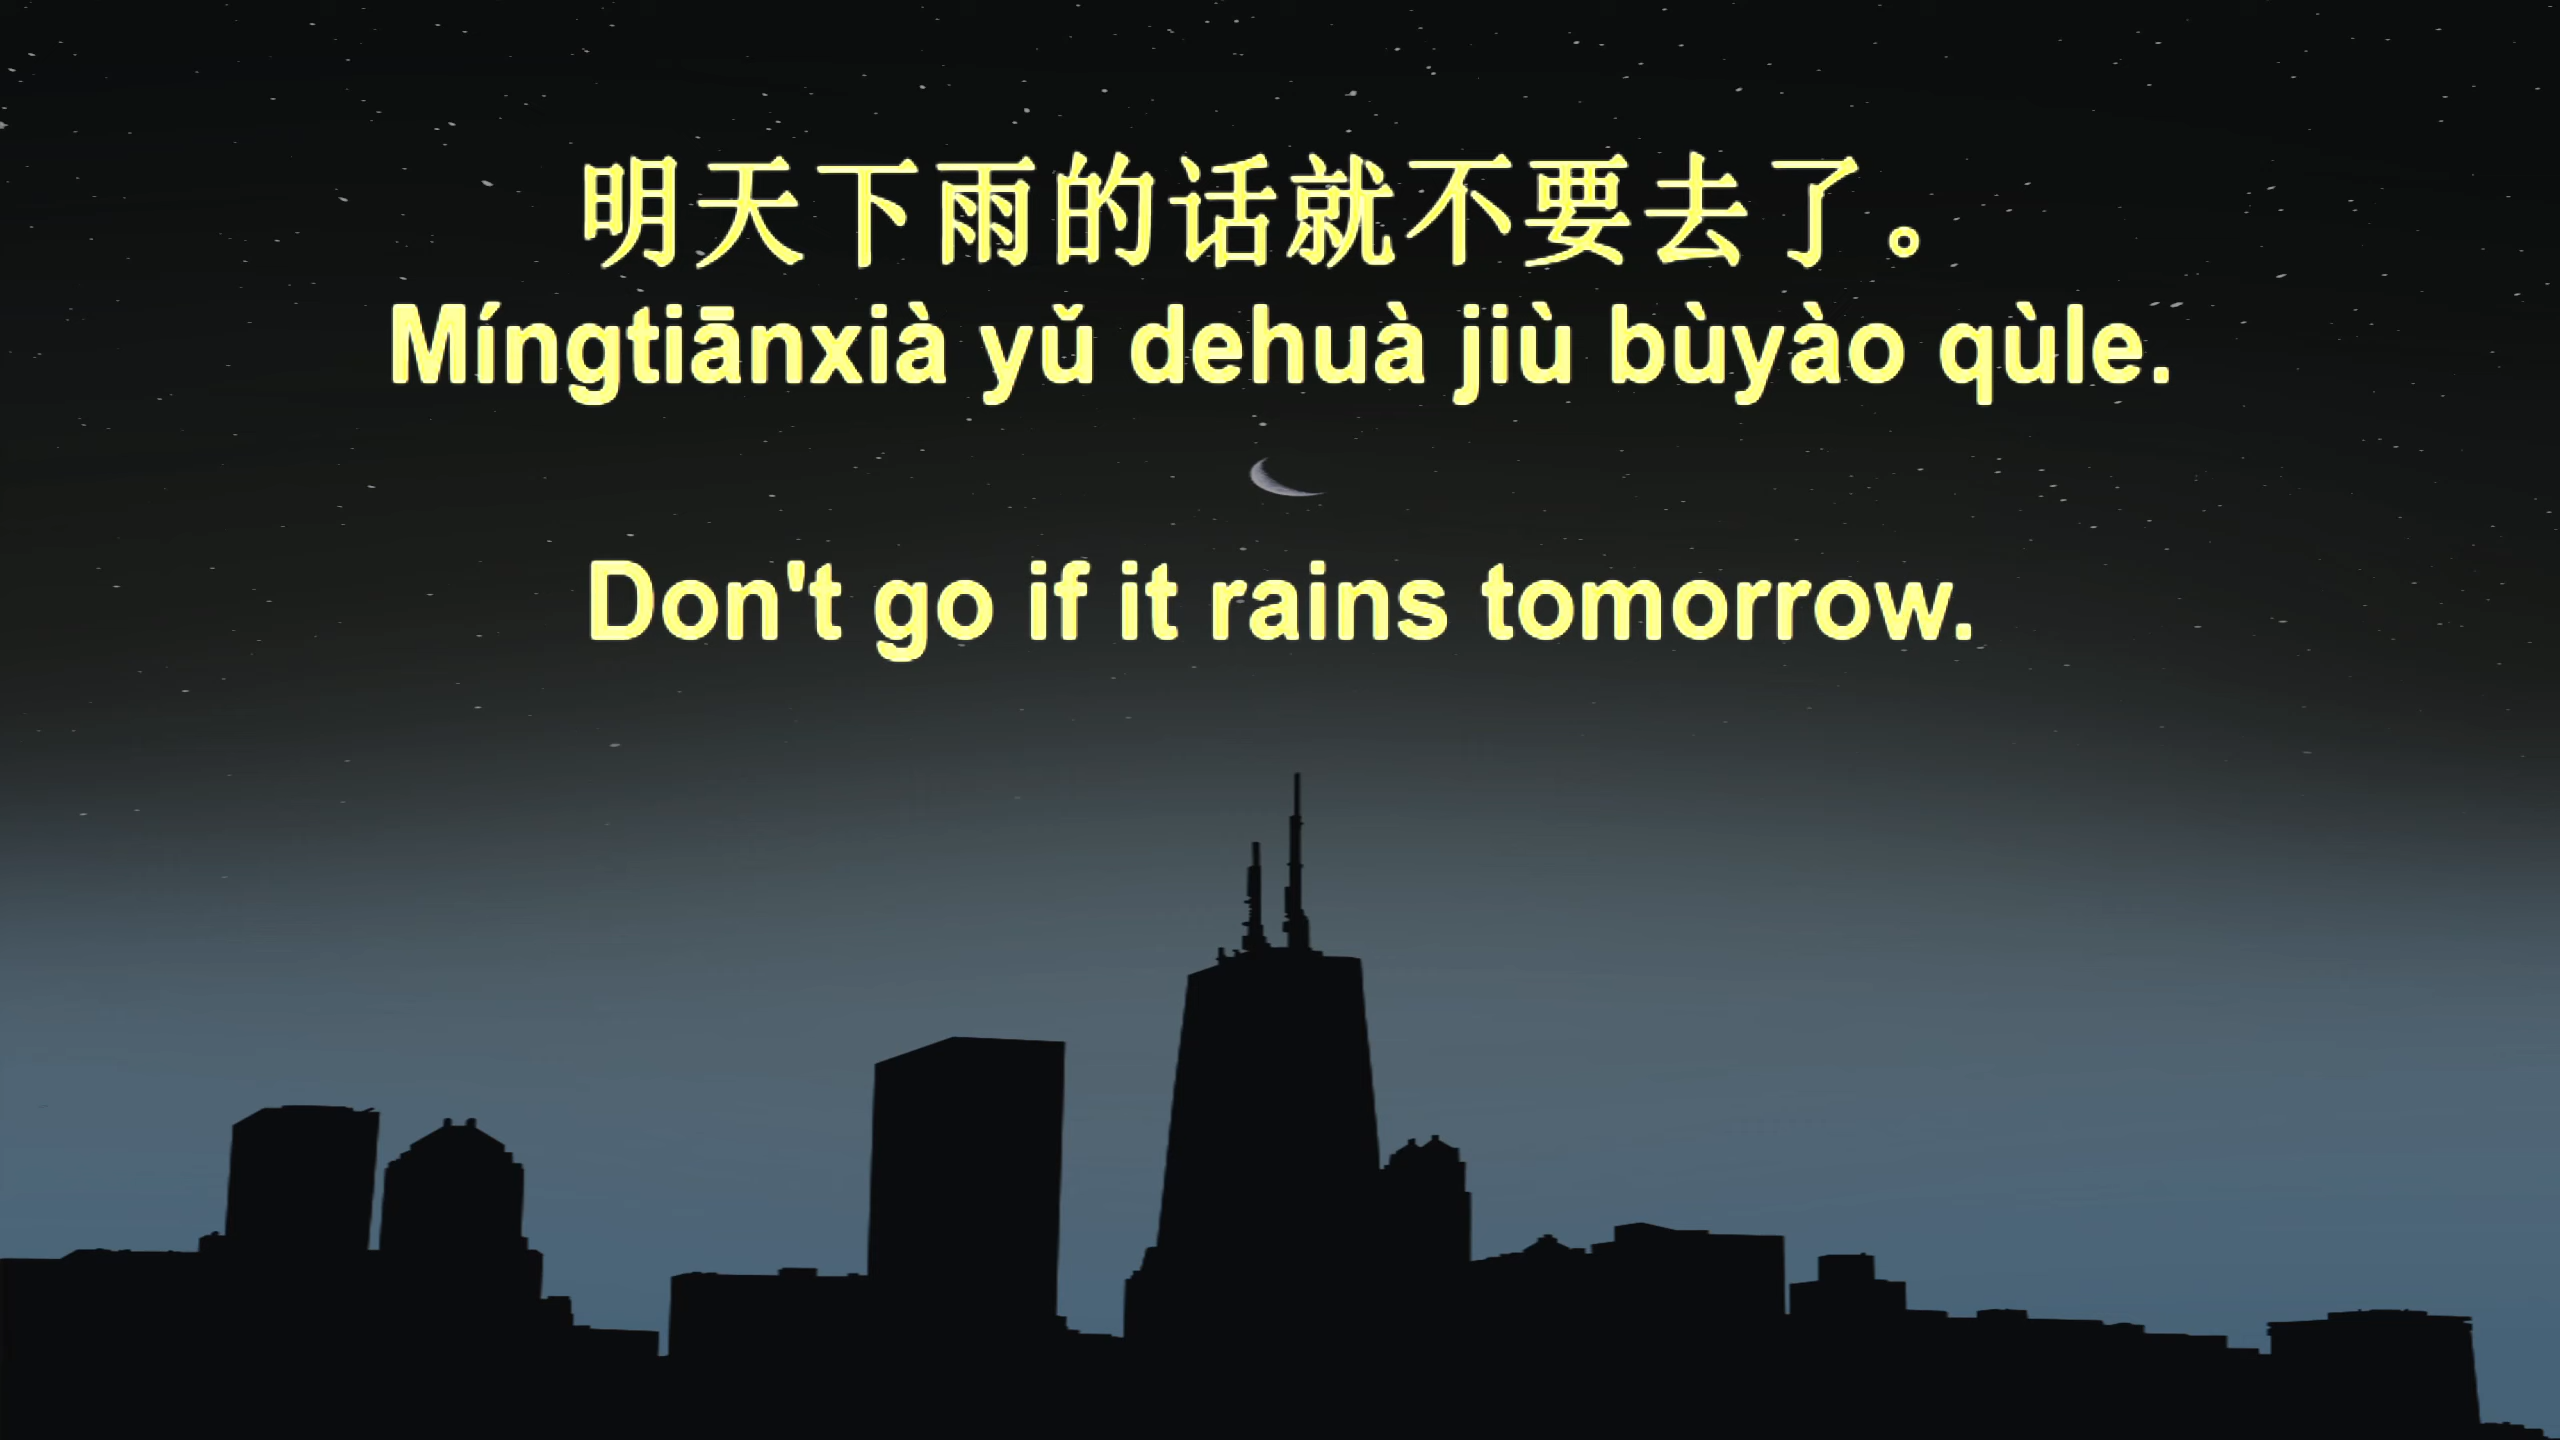 明天下雨的话就不要去了。
Míngtiānxià yǔ dehuà jiù bùyào qùle.
Don't go if it rains tomorrow.